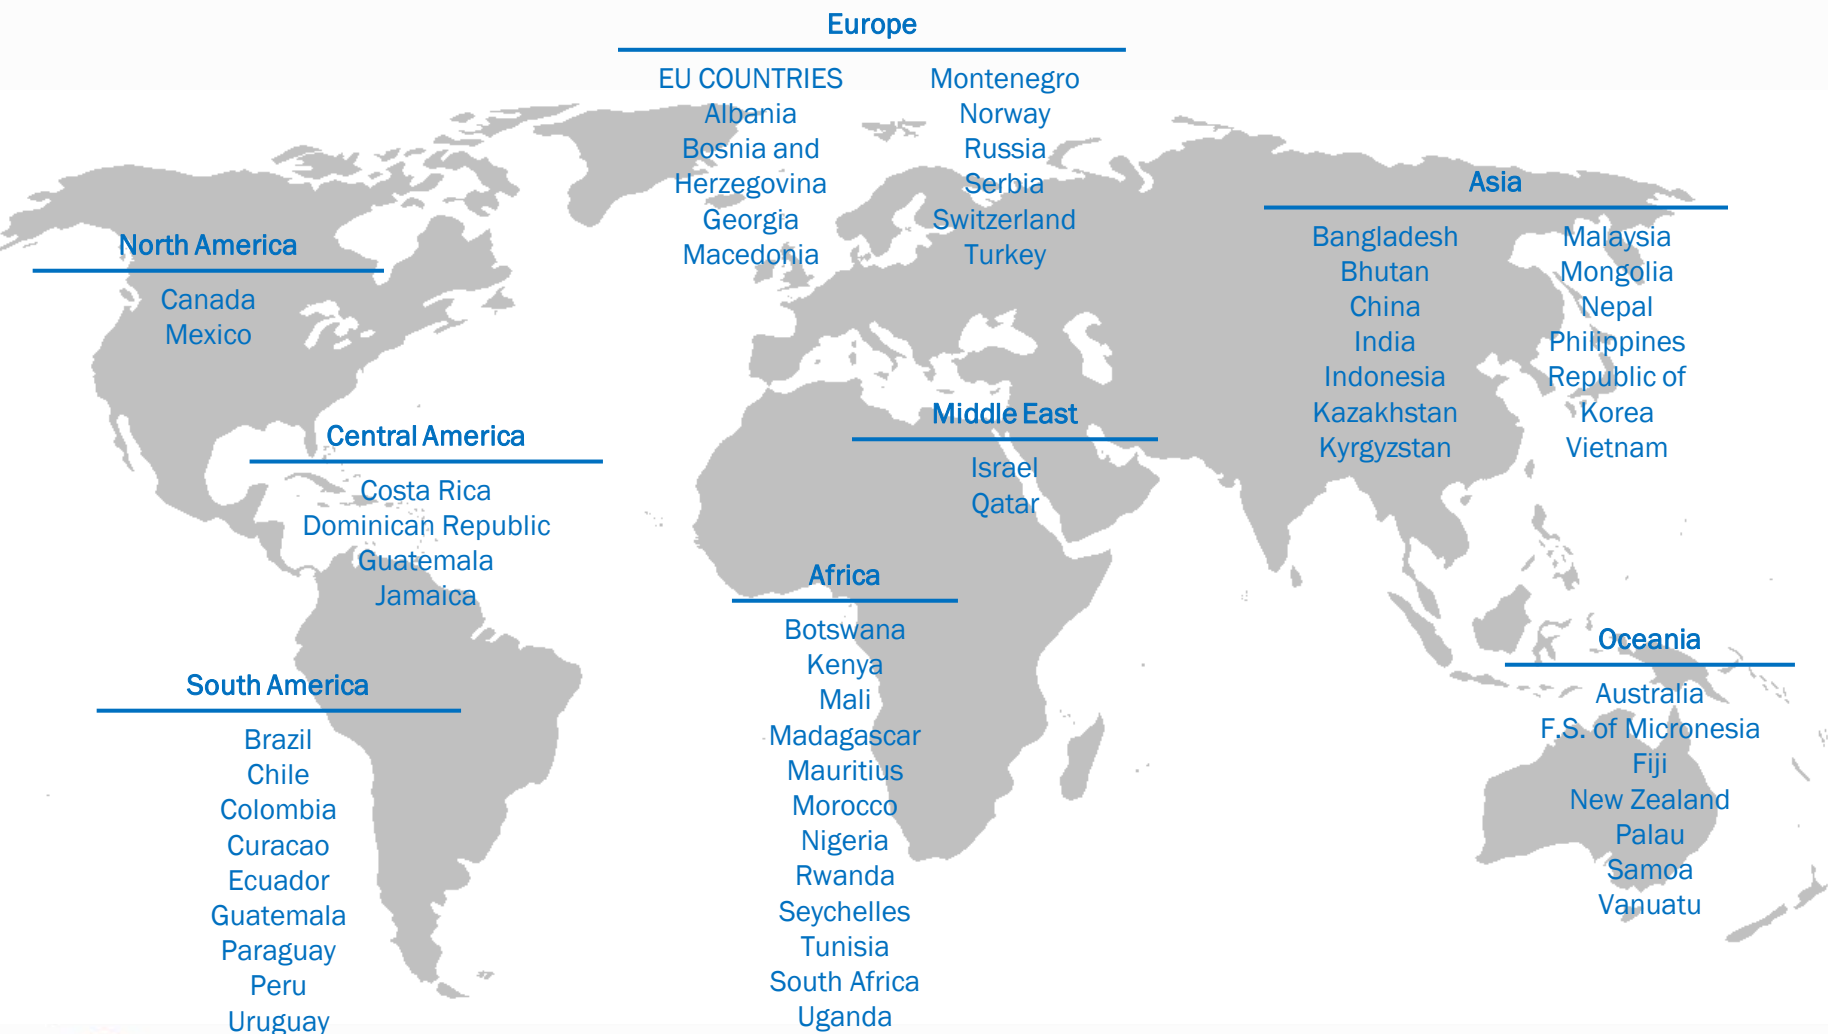 Europe
EU COUNTRIES
Albania
Bosnia and
Herzegovina
Georgia
Macedonia
Montenegro
Norway
Russia
Serbia
Switzerland
Turkey
Asia
Bangladesh
Bhutan
China
India
Indonesia
Kazakhstan
Kyrgyzstan
Malaysia
Mongolia
Nepal
Philippines
Republic of
Korea
Vietnam
North America
Canada
Mexico
Central America
Costa Rica
Dominican Republic
Guatemala
Jamaica
Middle East
Israel
Qatar
Africa
Botswana
Kenya
Mali
Madagascar
Mauritius
Morocco
Nigeria
Rwanda
Seychelles
Tunisia
South Africa
Uganda
South America
Brazil
Chile
Colombia
Curacao
Ecuador
Guatemala
Paraguay
Peru
Uruguay
Oceania
Australia
F.S. of Micronesia
Fiji
New Zealand
Palau
Samoa
Vanuatu